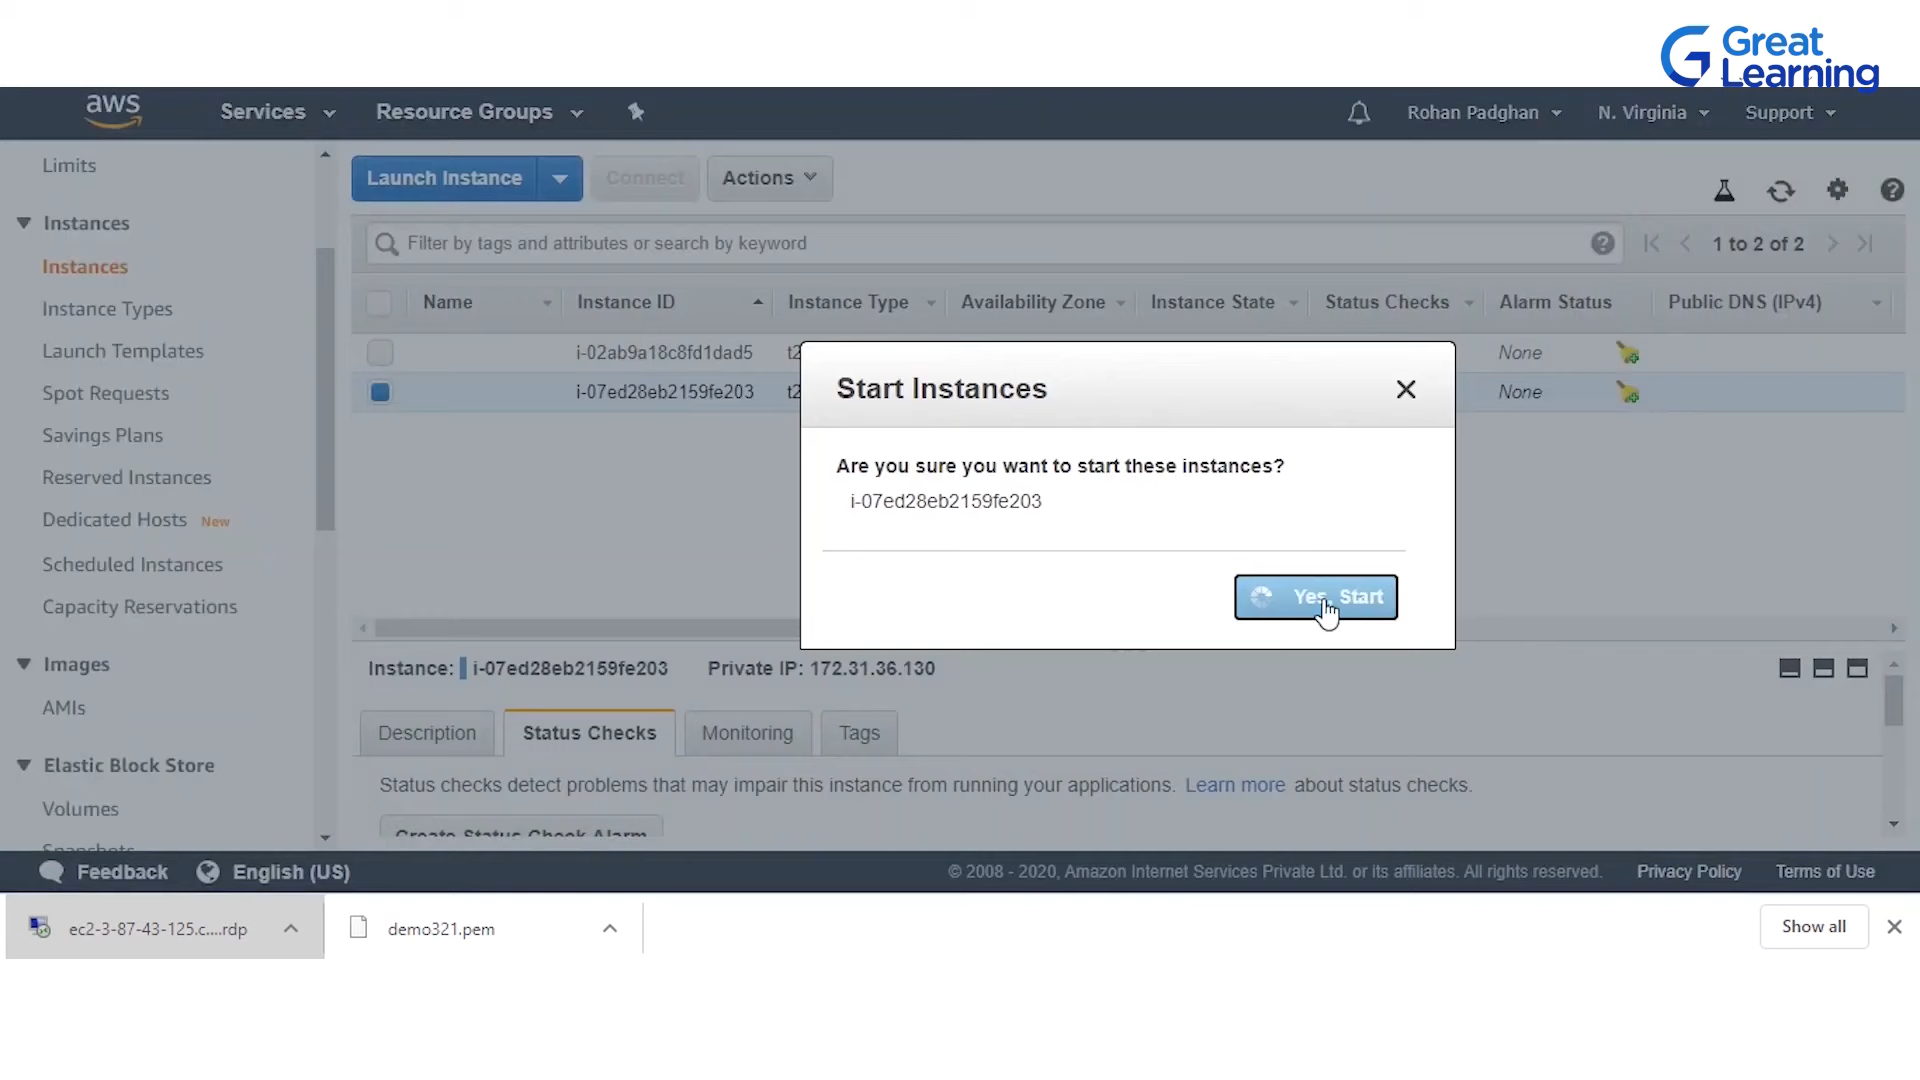 Great
Learning
aws
Services
Resource Groups
Rohan Padghan
N. Virginia
Support
Limits
Instances
Instances
Instance Types
Launch Templates
Spot Requests
Savings Plans
Reserved Instances
Dedicated Hosts New
Scheduled Instances
Capacity Reservations
Images
AMIs
Elastic Block Store
Volumes
Snapshots
Launch Instance
Connect
Actions
Filter by tags and attributes or search by keyword
1 to 2 of 2
Name Instance ID Instance Type Availability Zone Instance State Status Checks Alarm Status Public DNS (IPv4)
i-02ab9a18c8fd1dad5 t2 None
i-07ed28eb2159fe203 t2 None
Start Instances
Are you sure you want to start these instances?
i-07ed28eb2159fe203
Yes, Start
Instance: i-07ed28eb2159fe203 Private IP: 172.31.36.130
Description
Status Checks
Monitoring
Tags
Status checks detect problems that may impair this instance from running your applications. Learn more about status checks.
Create Status Check Alarm
Feedback
English (US)
© 2008 - 2020, Amazon Internet Services Private Ltd. or its affiliates. All rights reserved.
Privacy Policy
Terms of Use
ec2-3-87-43-125.c....rdp
demo321.pem
Show all